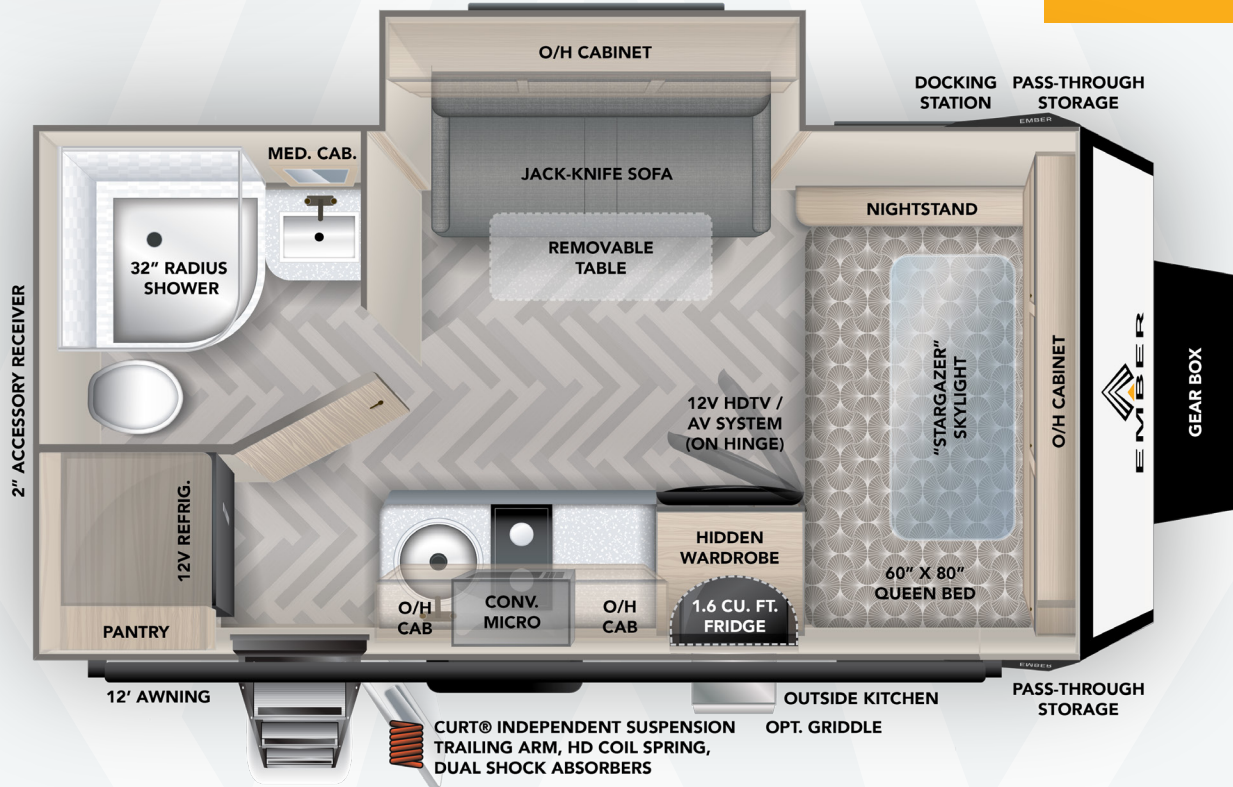 O/H CABINET
DOCKING
STATION
PASS-THROUGH
STORAGE
EMBER
MED. CAB.
JACK-KNIFE SOFA
NIGHTSTAND
REMOVABLE
TABLE
32" RADIUS
SHOWER
2" ACCESSORY RECEIVER
"STARGAZER"
SKYLIGHT
O/H CABINET
EMBER
GEAR BOX
12V HDTV /
AV SYSTEM
(ON HINGE)
12V REFRIG.
HIDDEN
WARDROBE
60" X 80"
QUEEN BED
O/H
CAB
CONV.
MICRO
O/H
CAB
1.6 CU. FT.
FRIDGE
PANTRY
EMBER
12' AWNING
OUTSIDE KITCHEN
PASS-THROUGH
STORAGE
CURT® INDEPENDENT SUSPENSION
TRAILING ARM, HD COIL SPRING,
DUAL SHOCK ABSORBERS
OPT. GRIDDLE